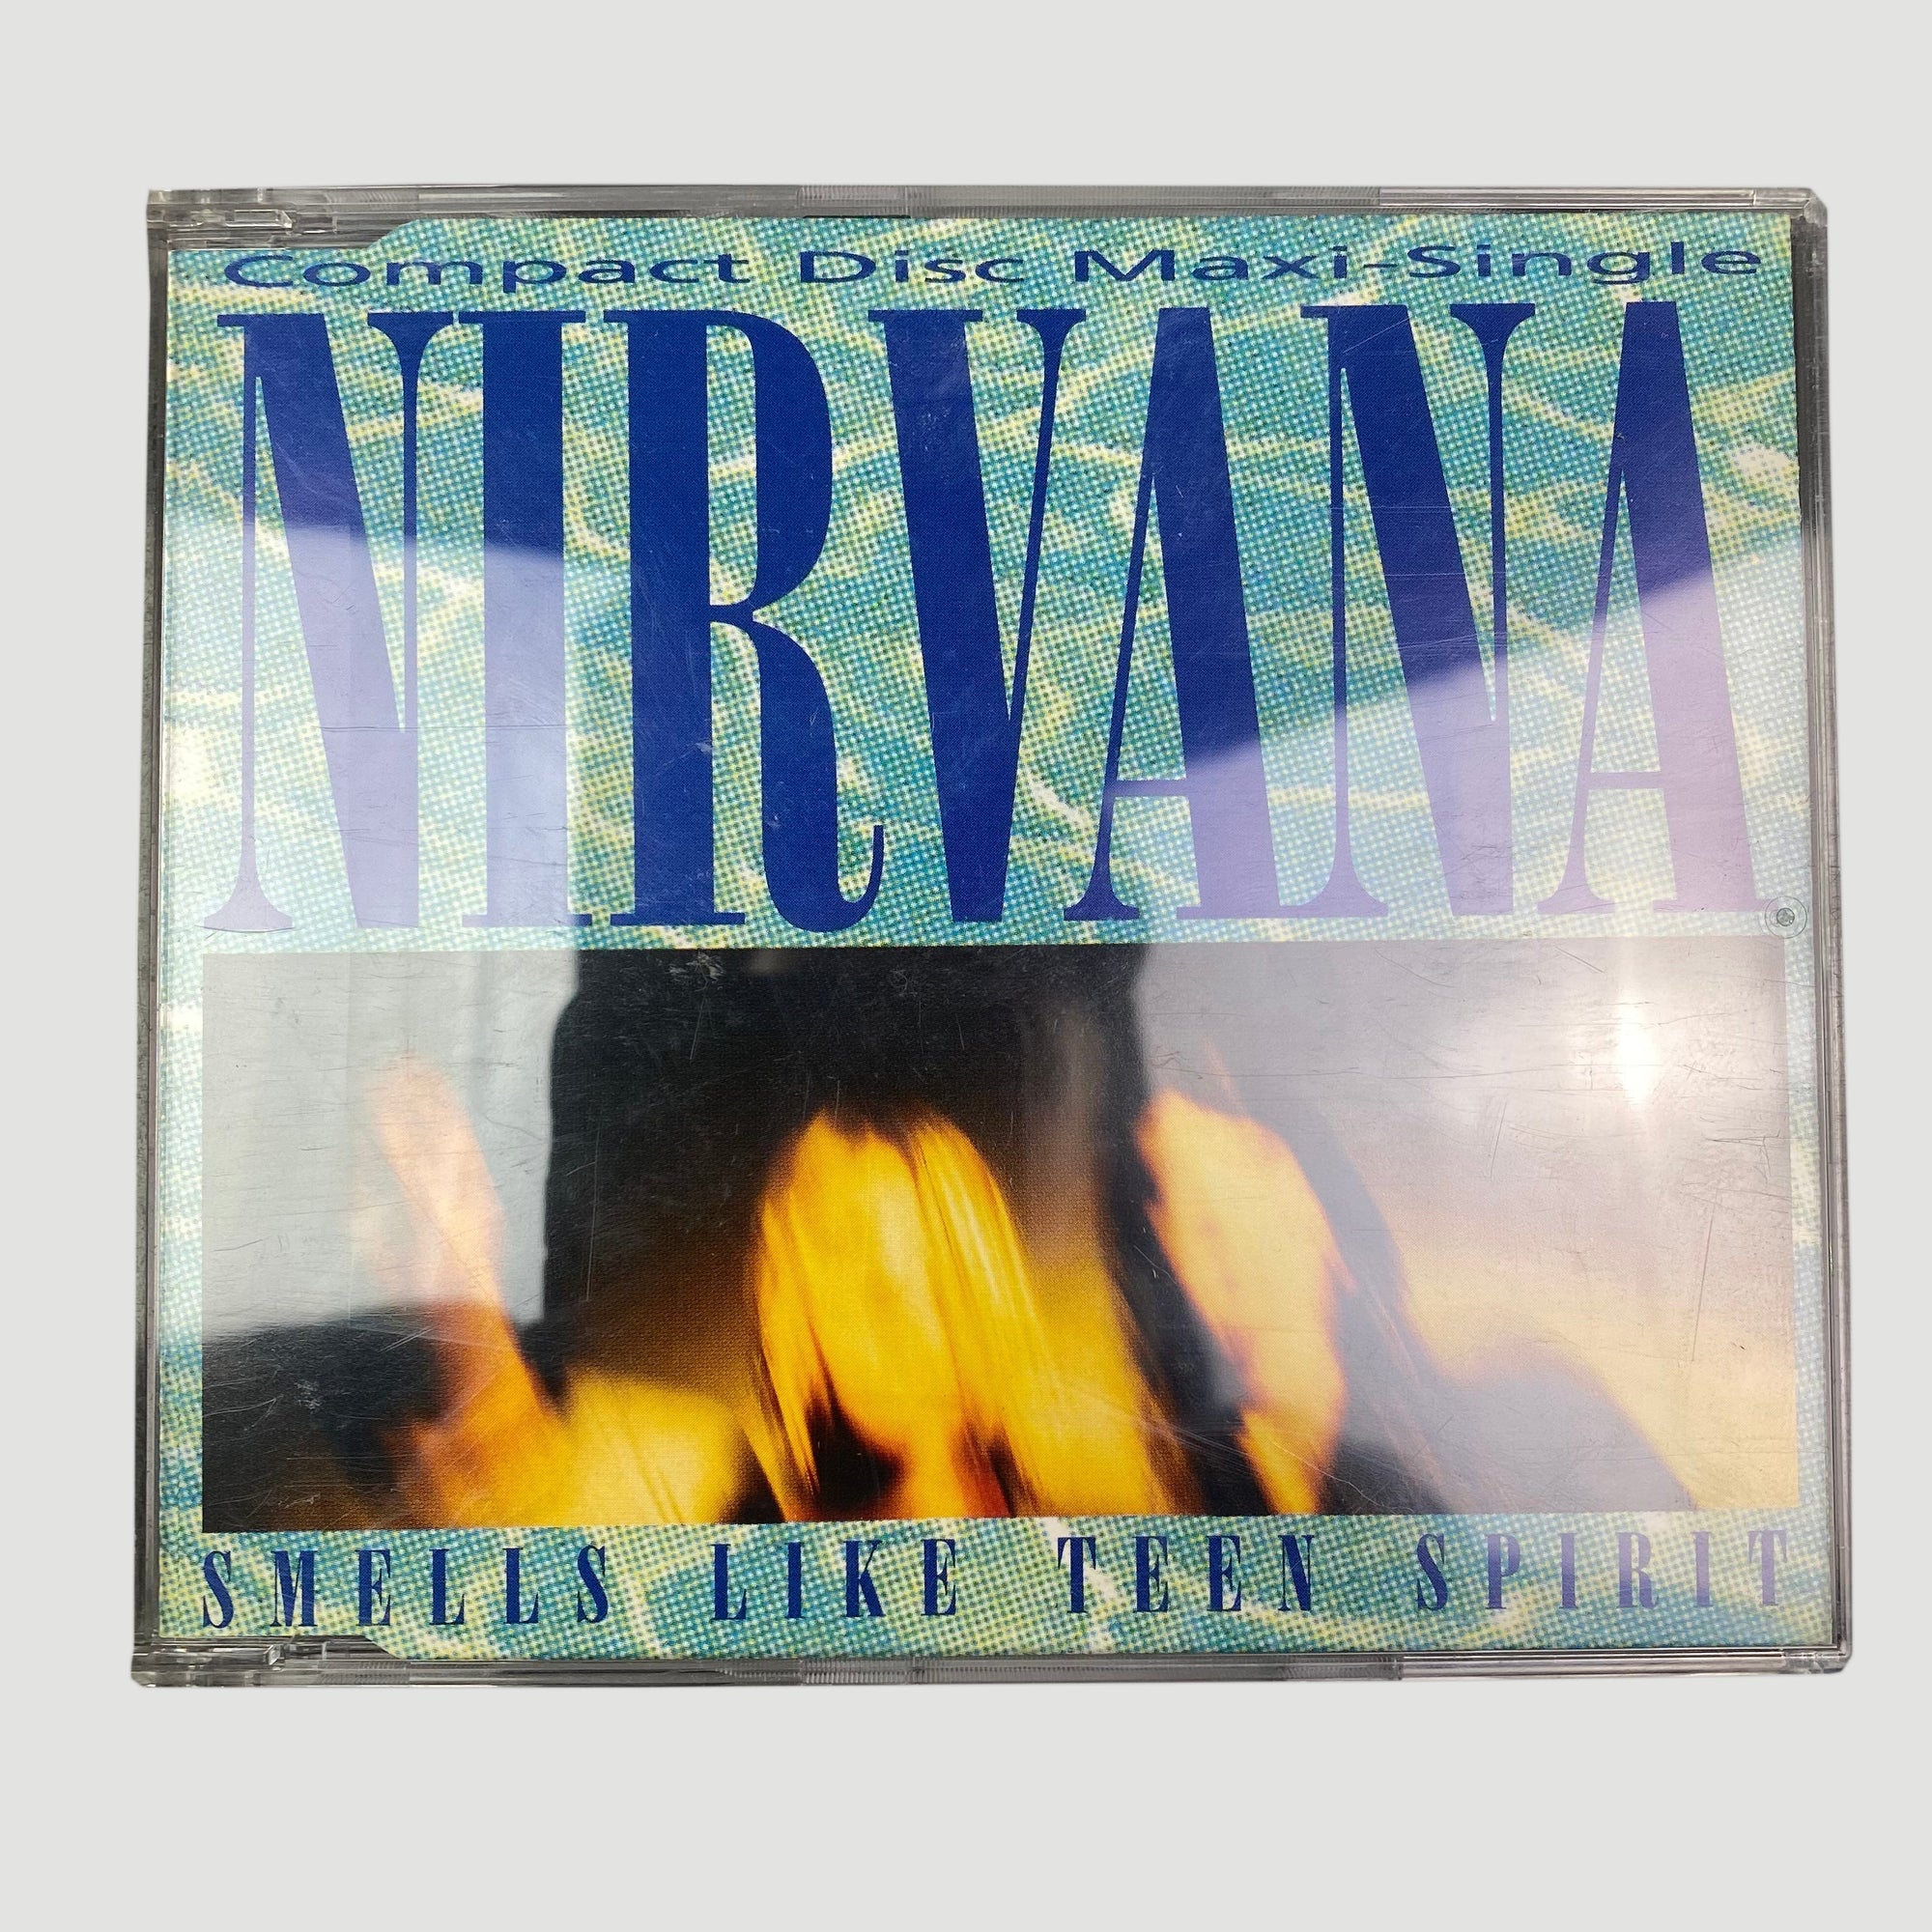 Compact Disc Maxi-Single
NIRVANA
SMELLS LIKE TEEN SPIRIT